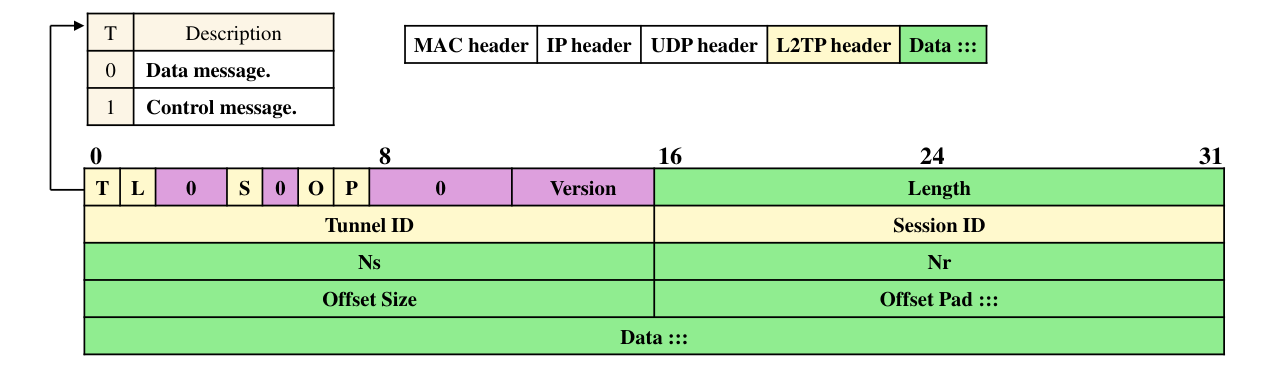 T Description
0 Data message.
1 Control message.
MAC header IP header UDP header L2TP header Data :::
0 8 16 24 31
T L 0 S 0 O P 0 Version Length
Tunnel ID Session ID
Ns Nr
Offset Size Offset Pad :::
Data :::